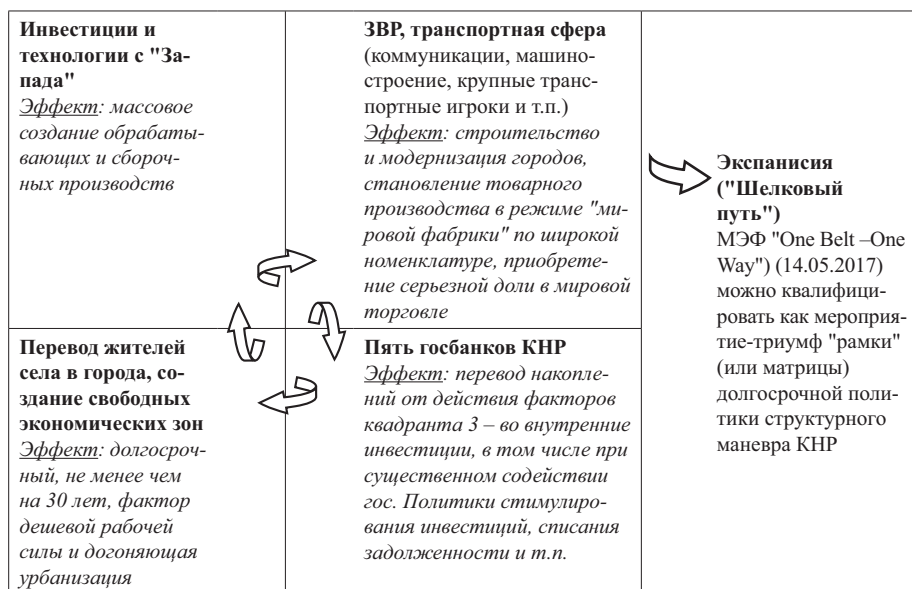 Инвестиции и
технологии с "За-
пада"
Эффект: массовое
создание обрабаты-
вающих и сбороч-
ных производств
ЗВР, транспортная сфера
(коммуникации, машино-
строение, крупные транс-
портные игроки и т.п.)
Эффект: строительство
и модернизация городов,
становление товарного
производства в режиме "ми-
ровой фабрики" по широкой
номенклатуре, приобрете-
ние серьезной доли в мировой
торговле
Перевод жителей
села в города, со-
здание свободных
экономических зон
Эффект: долгосроч-
ный, не менее чем
на 30 лет, фактор
дешевой рабочей
силы и догоняющая
урбанизация
Пять госбанков КНР
Эффект: перевод накопле-
ний от действия факторов
квадранта 3 – во внутренние
инвестиции, в том числе при
существенном содействии
гос. Политики стимулиро-
вания инвестиций, списания
задолженности и т.п.
Экспанисия
("Шелковый
путь")
МЭФ "One Belt –One
Way") (14.05.2017)
можно квалифици-
ровать как мероприя-
тие-триумф "рамки"
(или матрицы)
долгосрочной поли-
тики структурного
маневра КНР